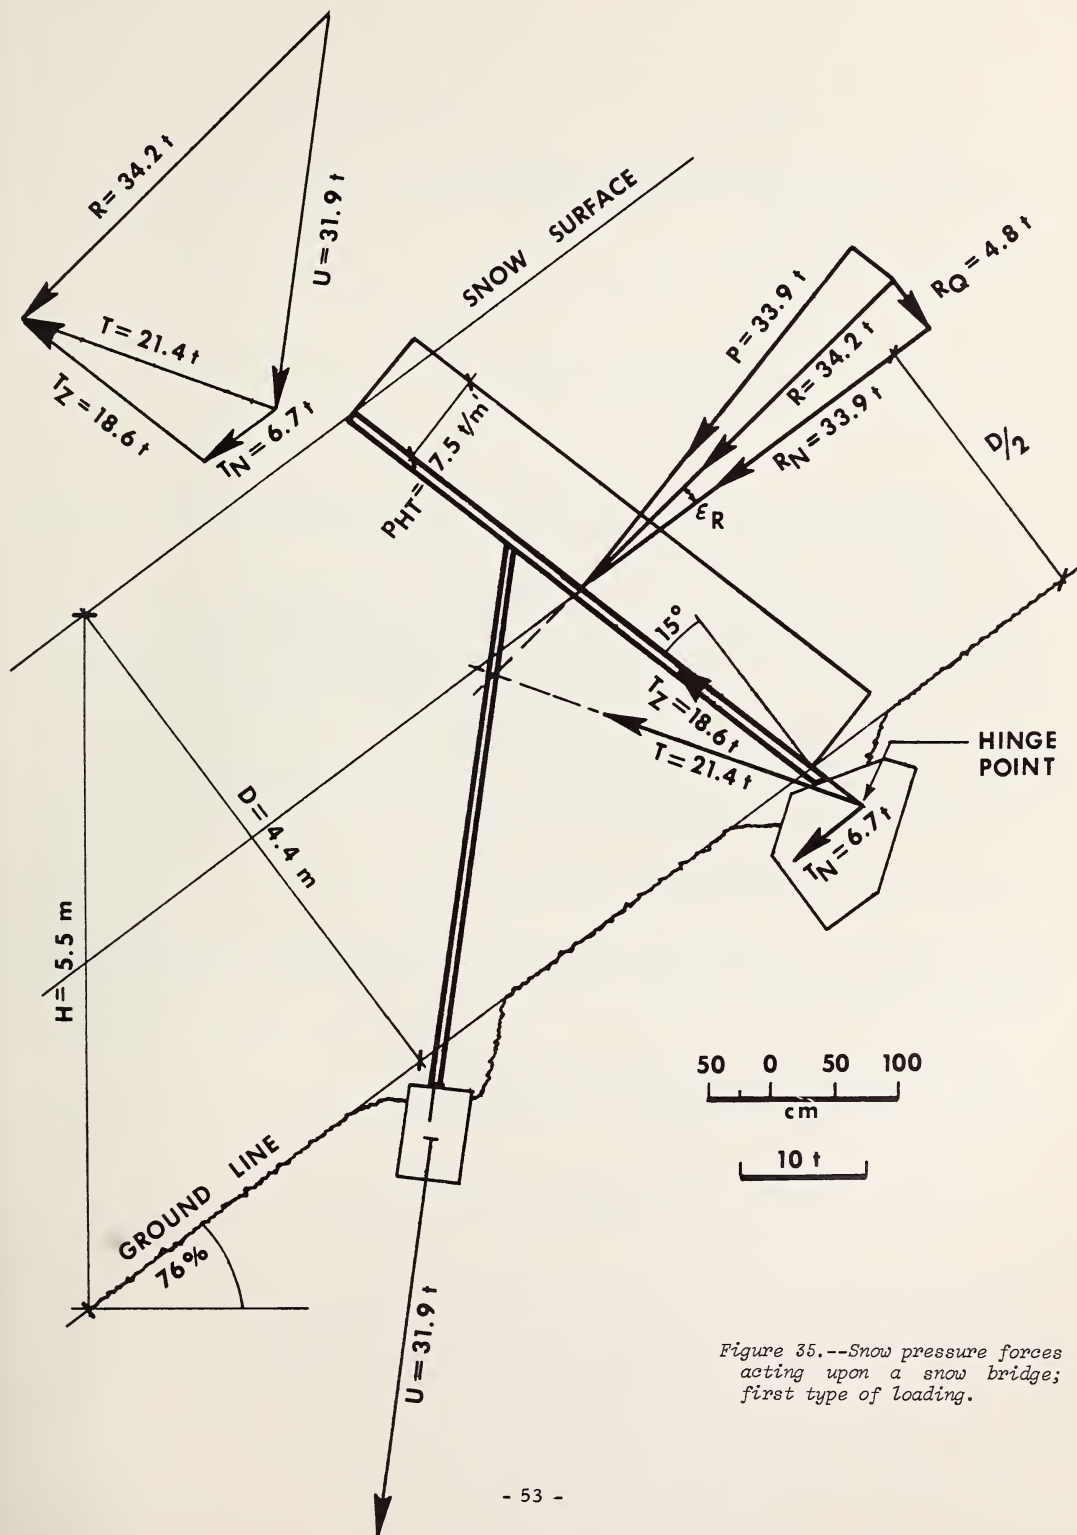 R = 34.2 t
U = 31.9 t
T = 21.4 t
TZ = 18.6 t
TN = 6.7 t
SNOW SURFACE
RQ = 4.8 t
P = 33.9 t
R = 34.2 t
RN = 33.9 t
D/2
εR
PHT = 7.5 t/m'
15°
TZ = 18.6 t
T = 21.4 t
HINGE
POINT
TN = 6.7 t
D = 4.4 m
H = 5.5 m
50 0 50 100
cm
10 t
GROUND LINE
76%
U = 31.9 t
Figure 35.--Snow pressure forces
acting upon a snow bridge;
first type of loading.
- 53 -